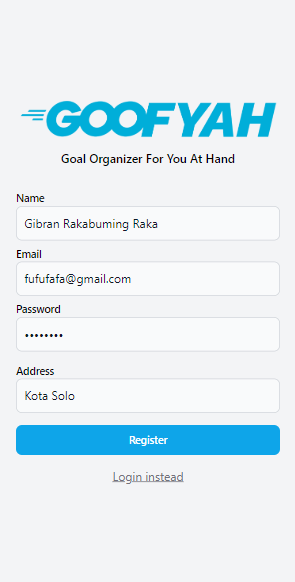 GOOFYAH
Goal Organizer For You At Hand
Name
Gibran Rakabuming Raka
Email
fufufafa@gmail.com
Password
••••••••
Address
Kota Solo
Register
Login instead